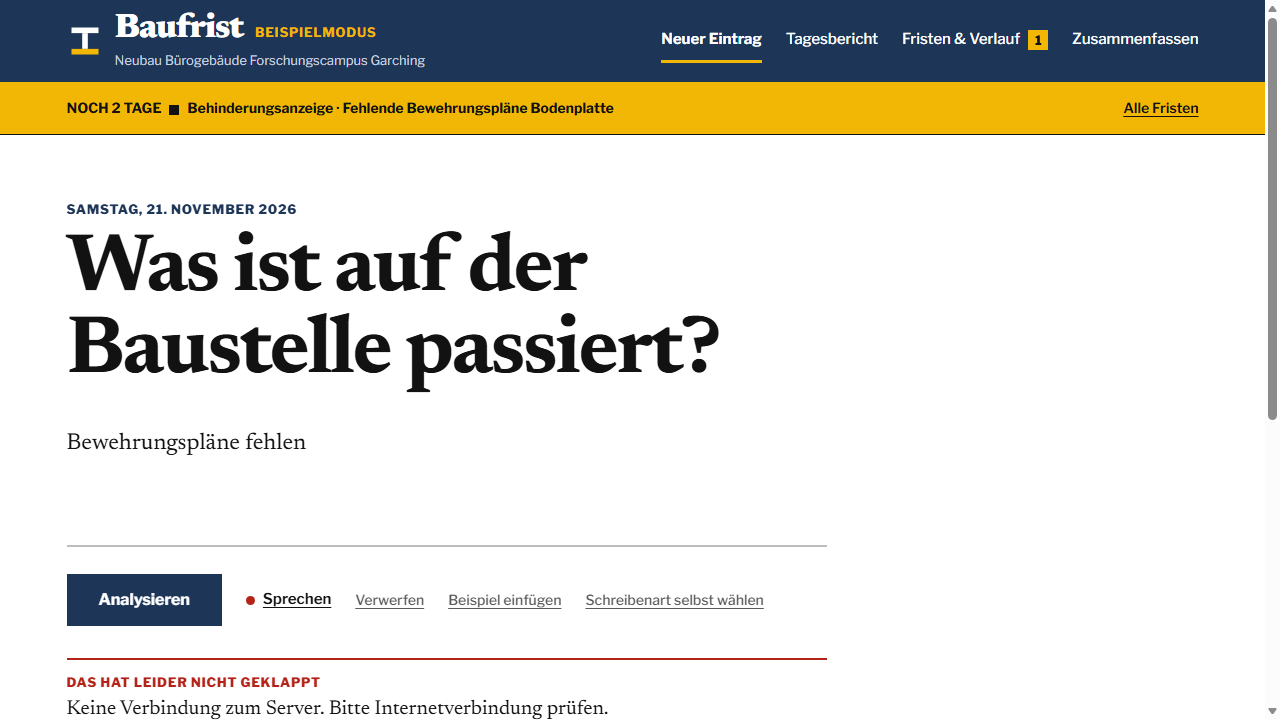 Baufrist BEISPIELMODUS
Neubau Bürogebäude Forschungscampus Garching
Neuer Eintrag
Tagesbericht
Fristen & Verlauf 1
Zusammenfassen
NOCH 2 TAGE ■ Behinderungsanzeige · Fehlende Bewehrungspläne Bodenplatte
Alle Fristen
SAMSTAG, 21. NOVEMBER 2026
Was ist auf der
Baustelle passiert?
Bewehrungspläne fehlen
Analysieren
Sprechen
Verwerfen
Beispiel einfügen
Schreibenart selbst wählen
DAS HAT LEIDER NICHT GEKLAPPT
Keine Verbindung zum Server. Bitte Internetverbindung prüfen.